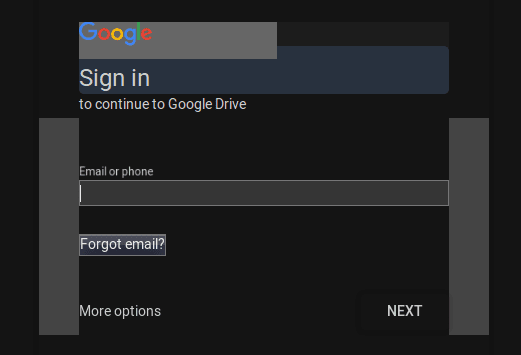 Google
Sign in
to continue to Google Drive
Email or phone
Forgot email?
More options
NEXT